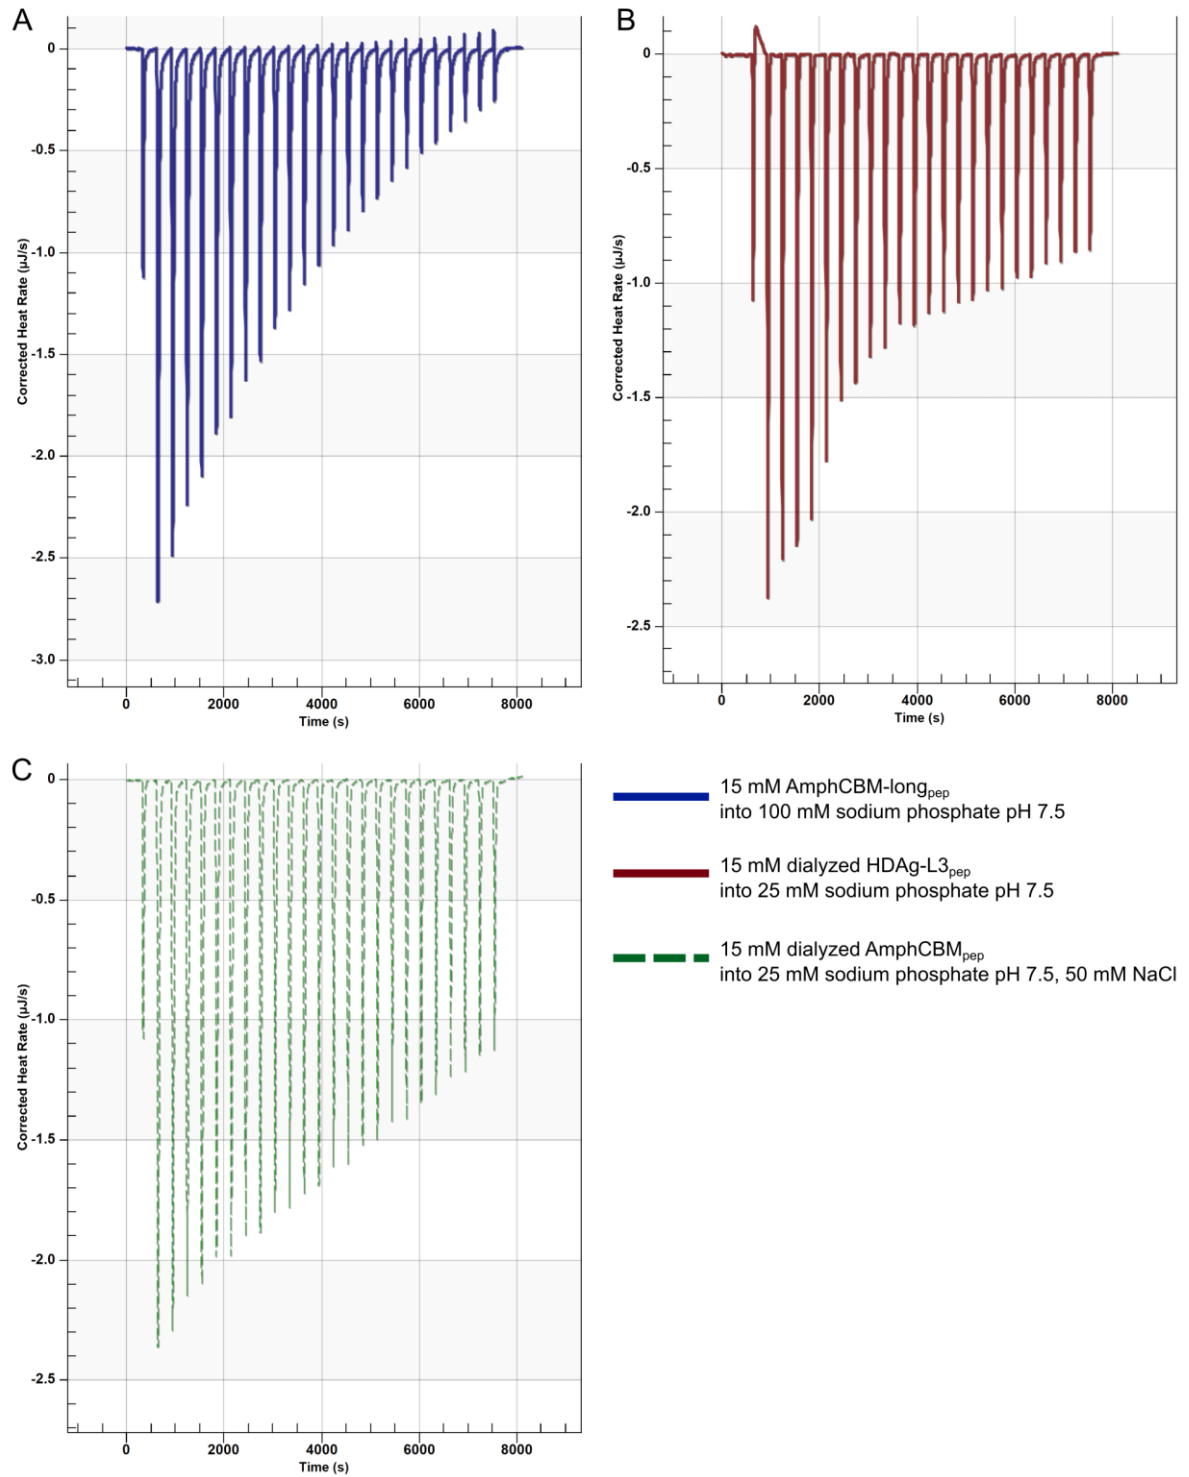 A
0
-0.5
-1.0
-1.5
-2.0
-2.5
-3.0
Corrected Heat Rate (µJ/s)
0 2000 4000 6000 8000
Time (s)
B
0
-0.5
-1.0
-1.5
-2.0
-2.5
Corrected Heat Rate (µJ/s)
0 2000 4000 6000 8000
Time (s)
C
0
-0.5
-1.0
-1.5
-2.0
-2.5
Corrected Heat Rate (µJ/s)
0 2000 4000 6000 8000
Time (s)
15 mM AmphCBM-longpep
into 100 mM sodium phosphate pH 7.5
15 mM dialyzed HDAg-L3pep
into 25 mM sodium phosphate pH 7.5
15 mM dialyzed AmphCBMpep
into 25 mM sodium phosphate pH 7.5, 50 mM NaCl